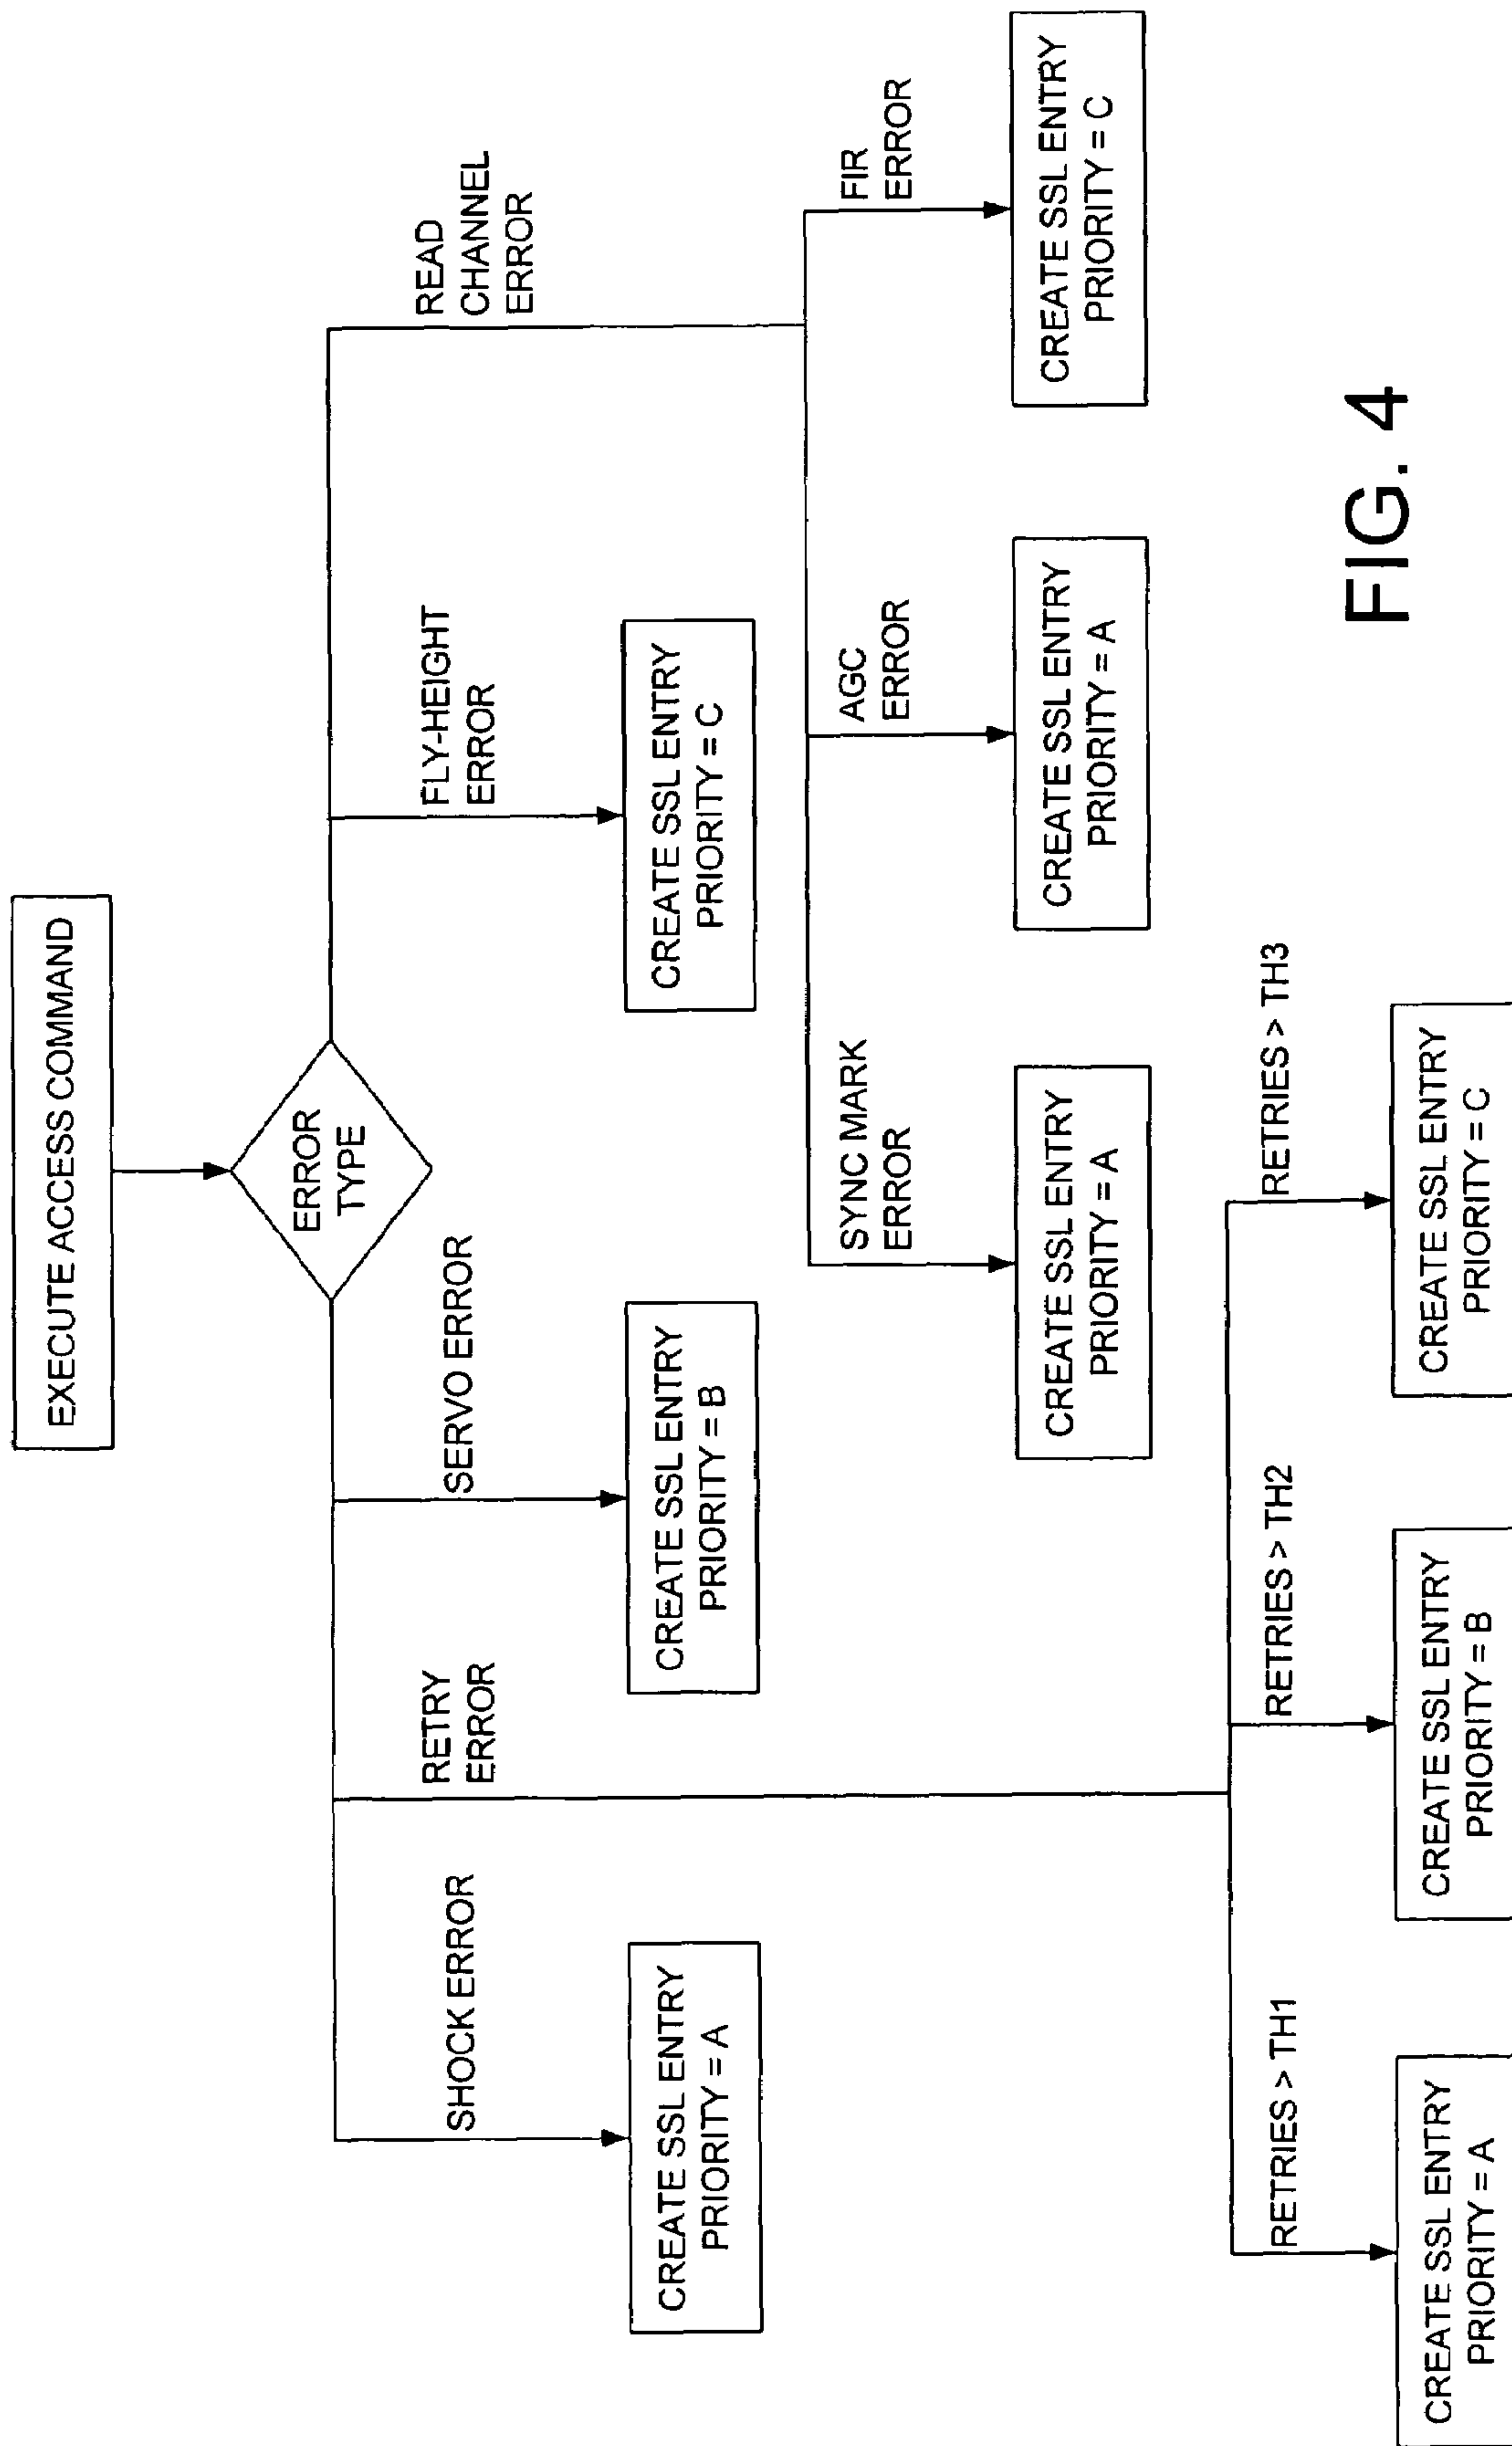 EXECUTE ACCESS COMMAND
ERROR
TYPE
SHOCK ERROR
RETRY
ERROR
SERVO ERROR
FLY-HEIGHT
ERROR
READ
CHANNEL
ERROR
CREATE SSL ENTRY
PRIORITY = A
CREATE SSL ENTRY
PRIORITY = B
CREATE SSL ENTRY
PRIORITY = C
SYNC MARK
ERROR
AGC
ERROR
FIR
ERROR
CREATE SSL ENTRY
PRIORITY = A
CREATE SSL ENTRY
PRIORITY = A
CREATE SSL ENTRY
PRIORITY = C
RETRIES > TH1
RETRIES > TH2
RETRIES > TH3
CREATE SSL ENTRY
PRIORITY = A
CREATE SSL ENTRY
PRIORITY = B
CREATE SSL ENTRY
PRIORITY = C
FIG. 4